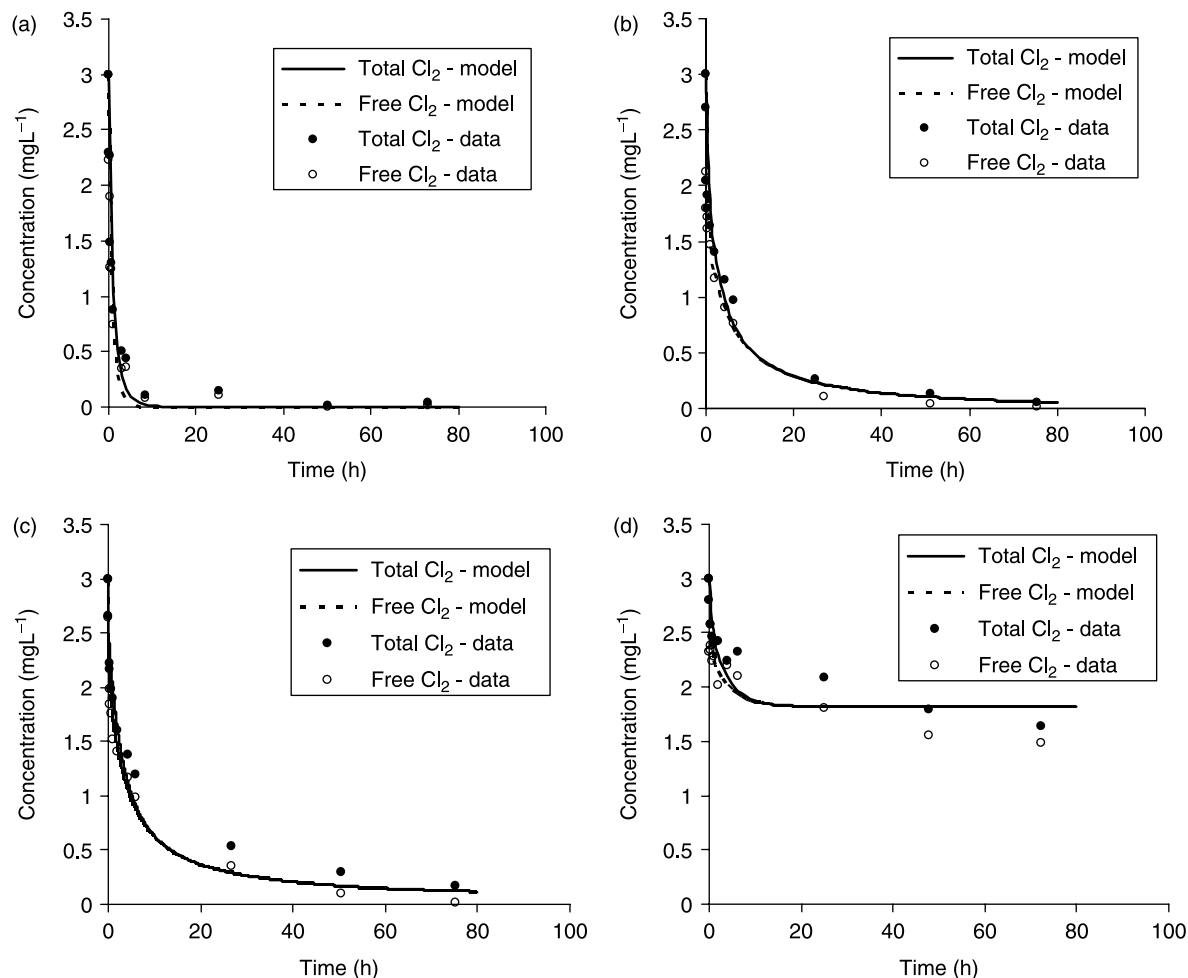 (a)
3.5
3
2.5
2
1.5
1
0.5
0
Concentration (mgL⁻¹)
0 20 40 60 80 100
Time (h)
Total Cl₂ - model
Free Cl₂ - model
Total Cl₂ - data
Free Cl₂ - data
(b)
3.5
3
2.5
2
1.5
1
0.5
0
Concentration (mgL⁻¹)
0 20 40 60 80 100
Time (h)
Total Cl₂ - model
Free Cl₂ - model
Total Cl₂ - data
Free Cl₂ - data
(c)
3.5
3
2.5
2
1.5
1
0.5
0
Concentration (mgL⁻¹)
0 20 40 60 80 100
Time (h)
Total Cl₂ - model
Free Cl₂ - model
Total Cl₂ - data
Free Cl₂ - data
(d)
3.5
3
2.5
2
1.5
1
0.5
0
Concentration (mgL⁻¹)
0 20 40 60 80 100
Time (h)
Total Cl₂ - model
Free Cl₂ - model
Total Cl₂ - data
Free Cl₂ - data